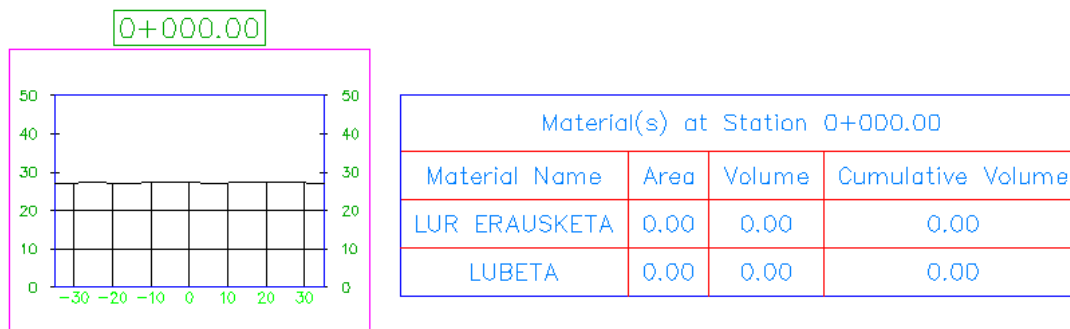 0+000.00
50 50
40 40
30 30
20 20
10 10
0 0
-30 -20 -10 0 10 20 30
Material(s) at Station 0+000.00
Material Name Area Volume Cumulative Volume
LUR ERAUSKETA 0.00 0.00 0.00
LUBETA 0.00 0.00 0.00